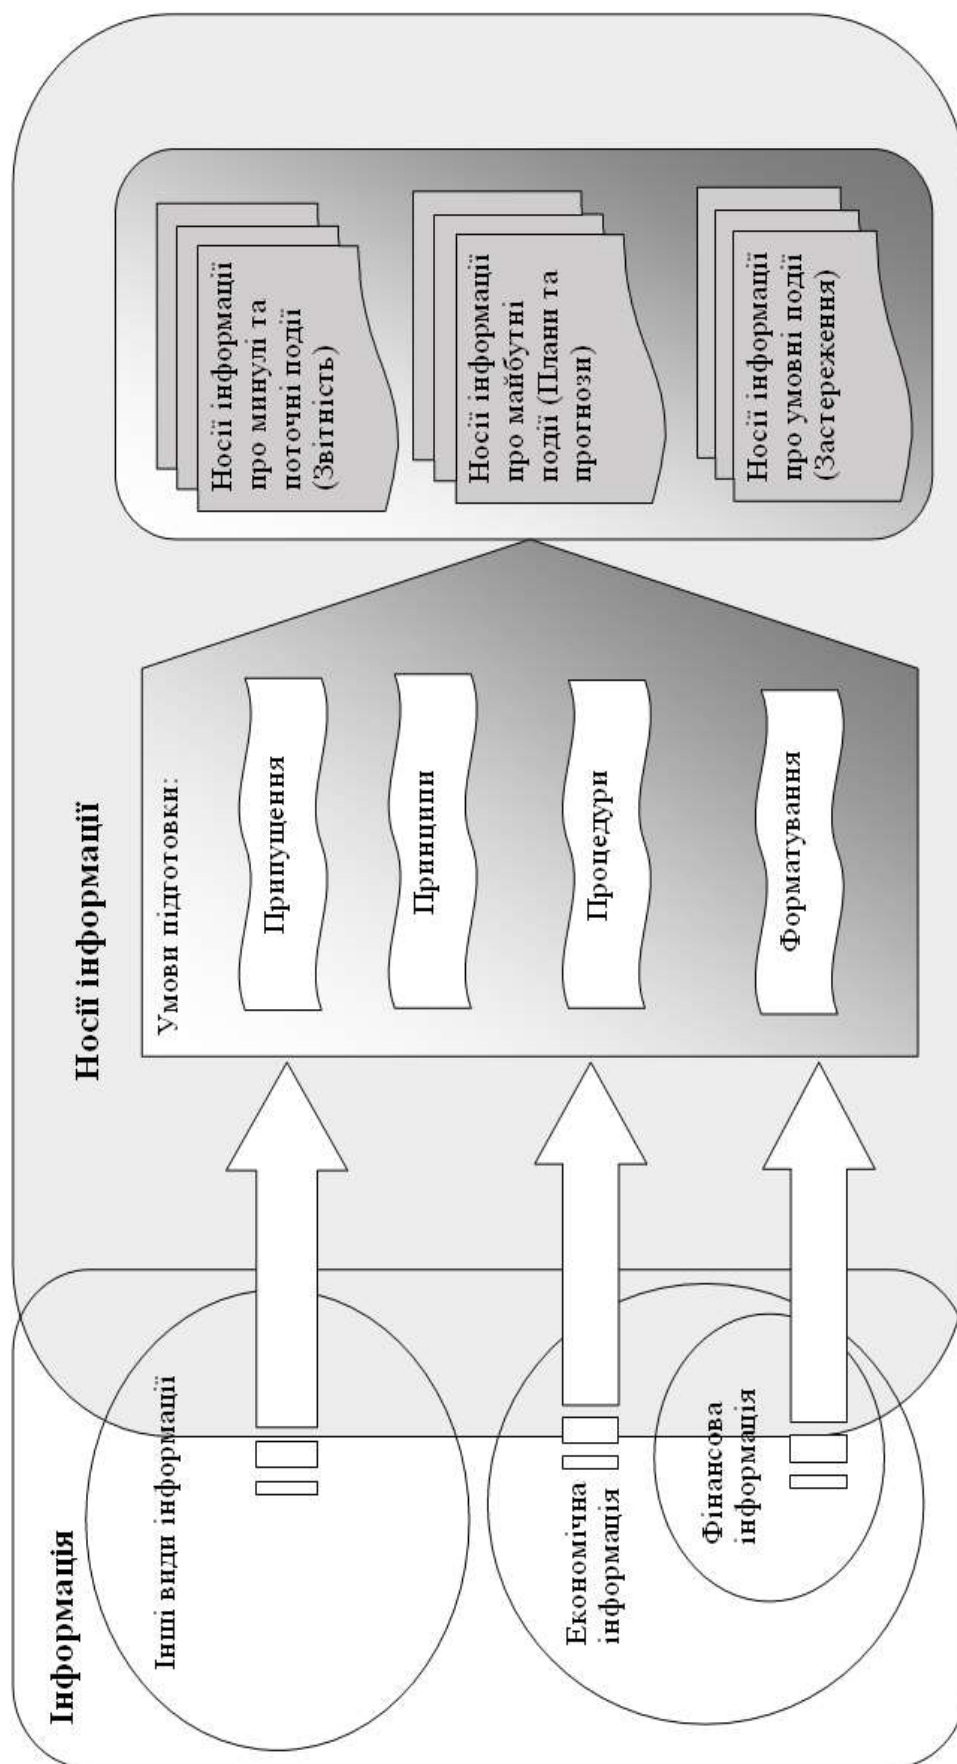 Інформація
Інші види інформації
Економічна
інформація
Фінансова
інформація
Носії інформації
Умови підготовки:
Припущення
Принципи
Процедури
Форматування
Носії інформації
про минулі та
поточні події
(Звітність)
Носії інформації
про майбутні
події (Плани та
прогнози)
Носії інформації
про умовні події
(Застереження)